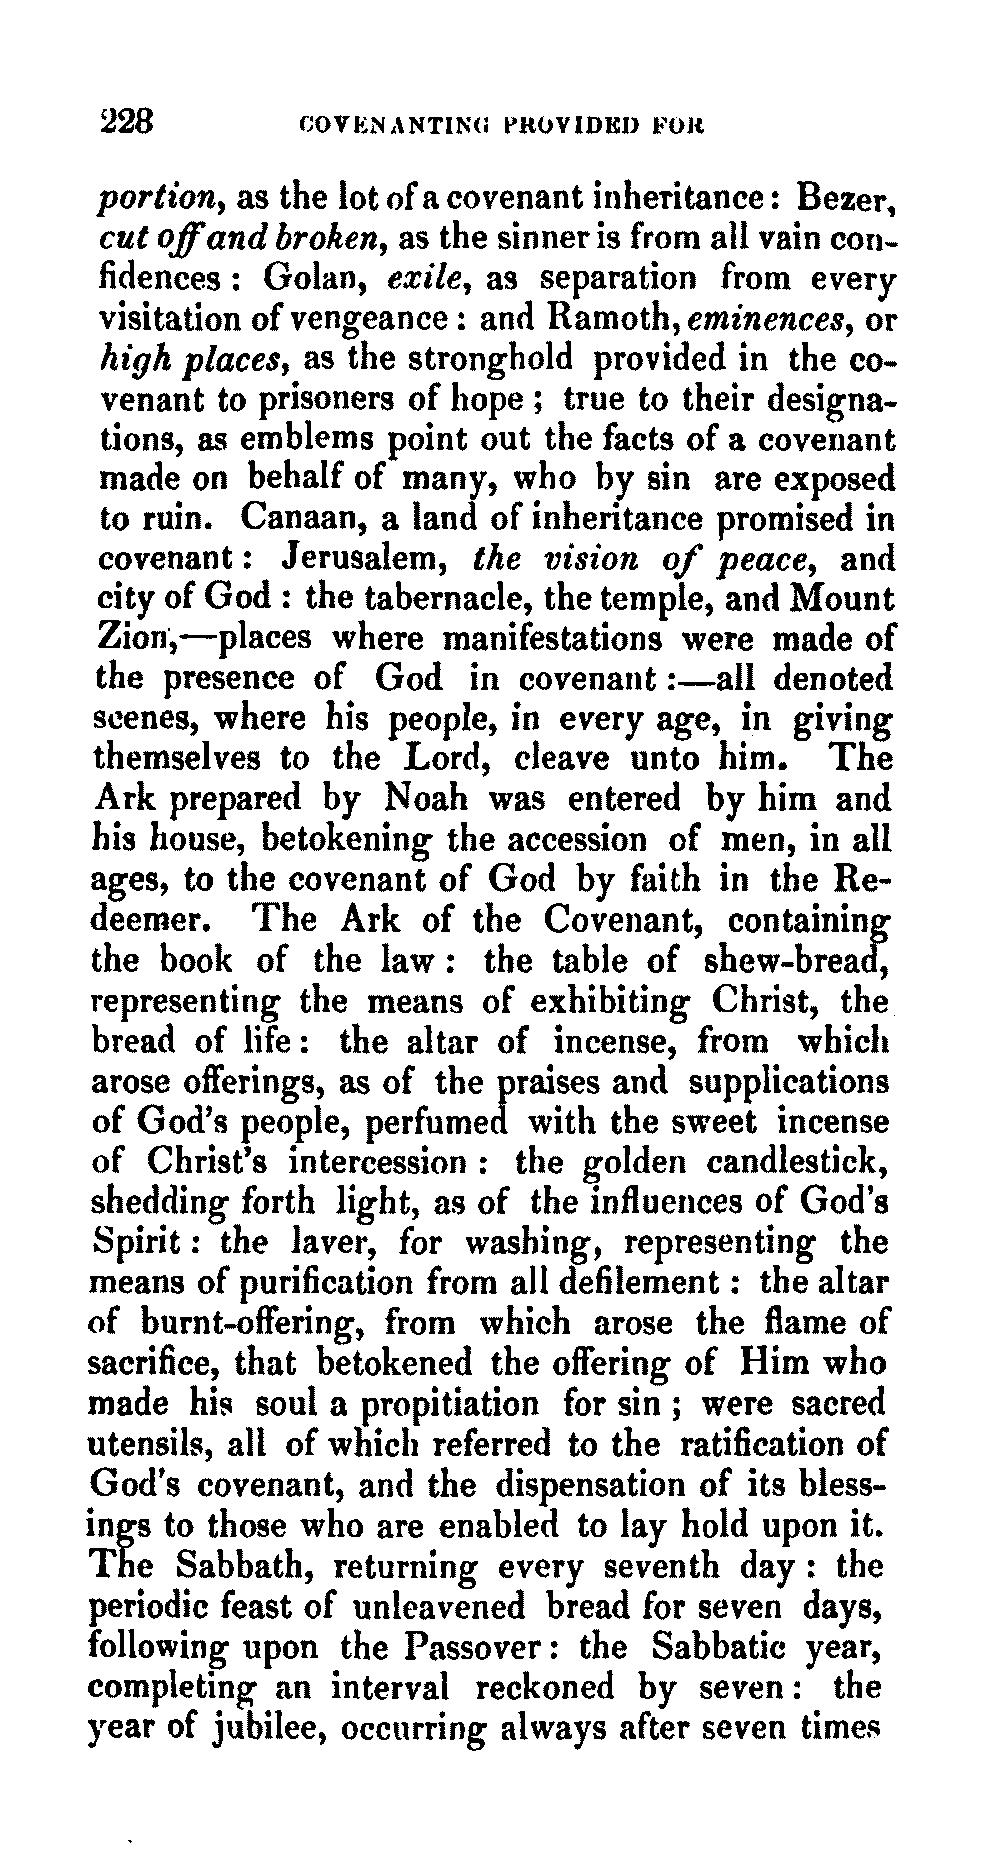 228 COVENANTING PROVIDED FOR
portion, as the lot of a covenant inheritance: Bezer,
cut off and broken, as the sinner is from all vain con-
fidences : Golan, exile, as separation from every
visitation of vengeance : and Ramoth, eminences, or
high places, as the stronghold provided in the co-
venant to prisoners of hope ; true to their designa-
tions, as emblems point out the facts of a covenant
made on behalf of many, who by sin are exposed
to ruin. Canaan, a land of inheritance promised in
covenant : Jerusalem, the vision of peace, and
city of God : the tabernacle, the temple, and Mount
Zion,—places where manifestations were made of
the presence of God in covenant :—all denoted
scenes, where his people, in every age, in giving
themselves to the Lord, cleave unto him. The
Ark prepared by Noah was entered by him and
his house, betokening the accession of men, in all
ages, to the covenant of God by faith in the Re-
deemer. The Ark of the Covenant, containing
the book of the law : the table of shew-bread,
representing the means of exhibiting Christ, the
bread of life : the altar of incense, from which
arose offerings, as of the praises and supplications
of God's people, perfumed with the sweet incense
of Christ's intercession : the golden candlestick,
shedding forth light, as of the influences of God's
Spirit : the laver, for washing, representing the
means of purification from all defilement : the altar
of burnt-offering, from which arose the flame of
sacrifice, that betokened the offering of Him who
made his soul a propitiation for sin ; were sacred
utensils, all of which referred to the ratification of
God's covenant, and the dispensation of its bless-
ings to those who are enabled to lay hold upon it.
The Sabbath, returning every seventh day : the
periodic feast of unleavened bread for seven days,
following upon the Passover : the Sabbatic year,
completing an interval reckoned by seven : the
year of jubilee, occurring always after seven times